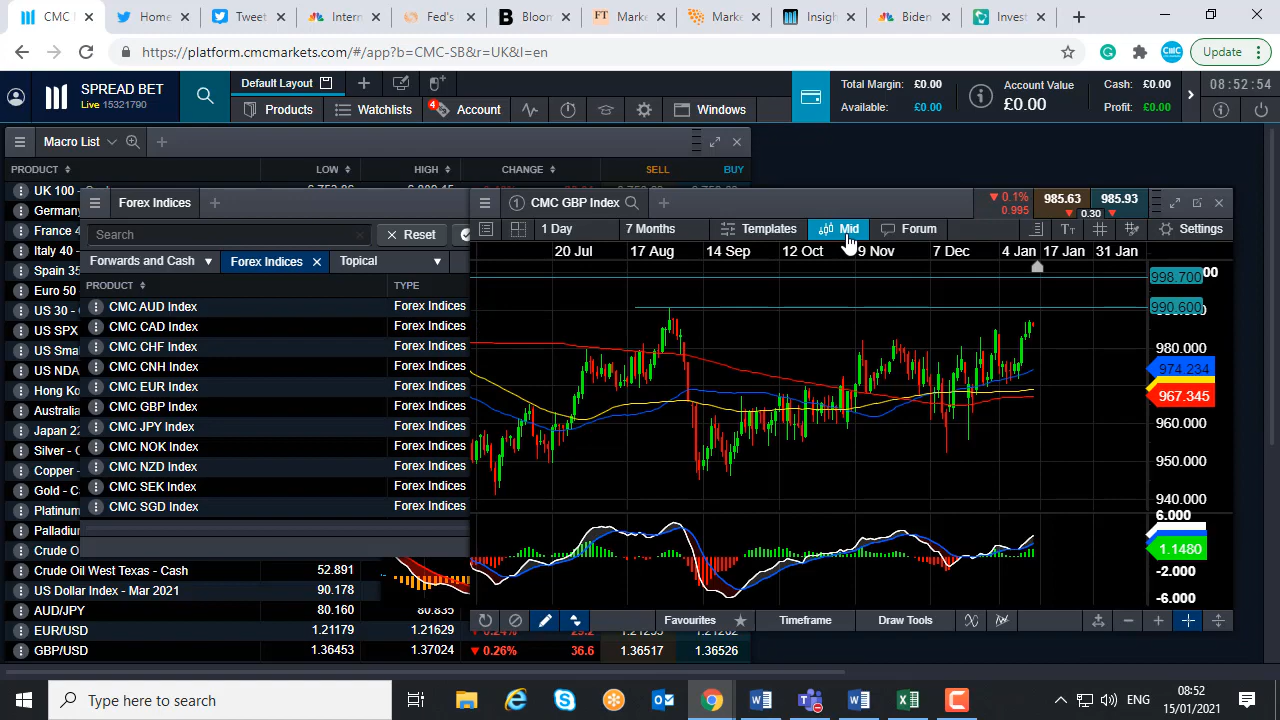 CMC
Home
Tweet
Intern
Fed's
Bloom
FT
Marke
Marke
Insigh
Biden
Invest
https://platform.cmcmarkets.com/#/app?b=CMC-SB&r=UK&l=en
Update
SPREAD BET
Live 15321790
Default Layout
Products
Watchlists
4
Account
Windows
Total Margin: £0.00
Available: £0.00
Account Value
£0.00
Cash: £0.00
Profit: £0.00
08:52:54
Macro List
PRODUCT
LOW
HIGH
CHANGE
SELL
BUY
UK 100 -
German
France 4
Italy 40 -
Spain 35
Euro 50
US 30 -
US SPX
US Sma
US NDA
Hong Ko
Australia
Japan 22
Silver - C
Copper -
Gold - Ca
Platinum
Palladiu
Crude O
Crude Oil West Texas - Cash 52.891
US Dollar Index - Mar 2021 90.178
AUD/JPY 80.160 80.835
EUR/USD 1.21179 1.21629
GBP/USD 1.36453 1.37024 0.26% 36.6 1.36517 1.36526
Forex Indices
Search
Reset
Forwards and Cash
Forex Indices
Topical
PRODUCT
TYPE
CMC AUD Index Forex Indices
CMC CAD Index Forex Indices
CMC CHF Index Forex Indices
CMC CNH Index Forex Indices
CMC EUR Index Forex Indices
CMC GBP Index Forex Indices
CMC JPY Index Forex Indices
CMC NOK Index Forex Indices
CMC NZD Index Forex Indices
CMC SEK Index Forex Indices
CMC SGD Index Forex Indices
1 CMC GBP Index
0.1%
0.995
985.63
985.93
0.30
1 Day
7 Months
Templates
Mid
Forum
Settings
20 Jul
17 Aug
14 Sep
12 Oct
9 Nov
7 Dec
4 Jan
17 Jan
31 Jan
998.700
990.600
980.000
974.234
967.345
960.000
950.000
940.000
6.000
1.1480
-2.000
-6.000
Favourites
Timeframe
Draw Tools
Type here to search
ENG
08:52
15/01/2021